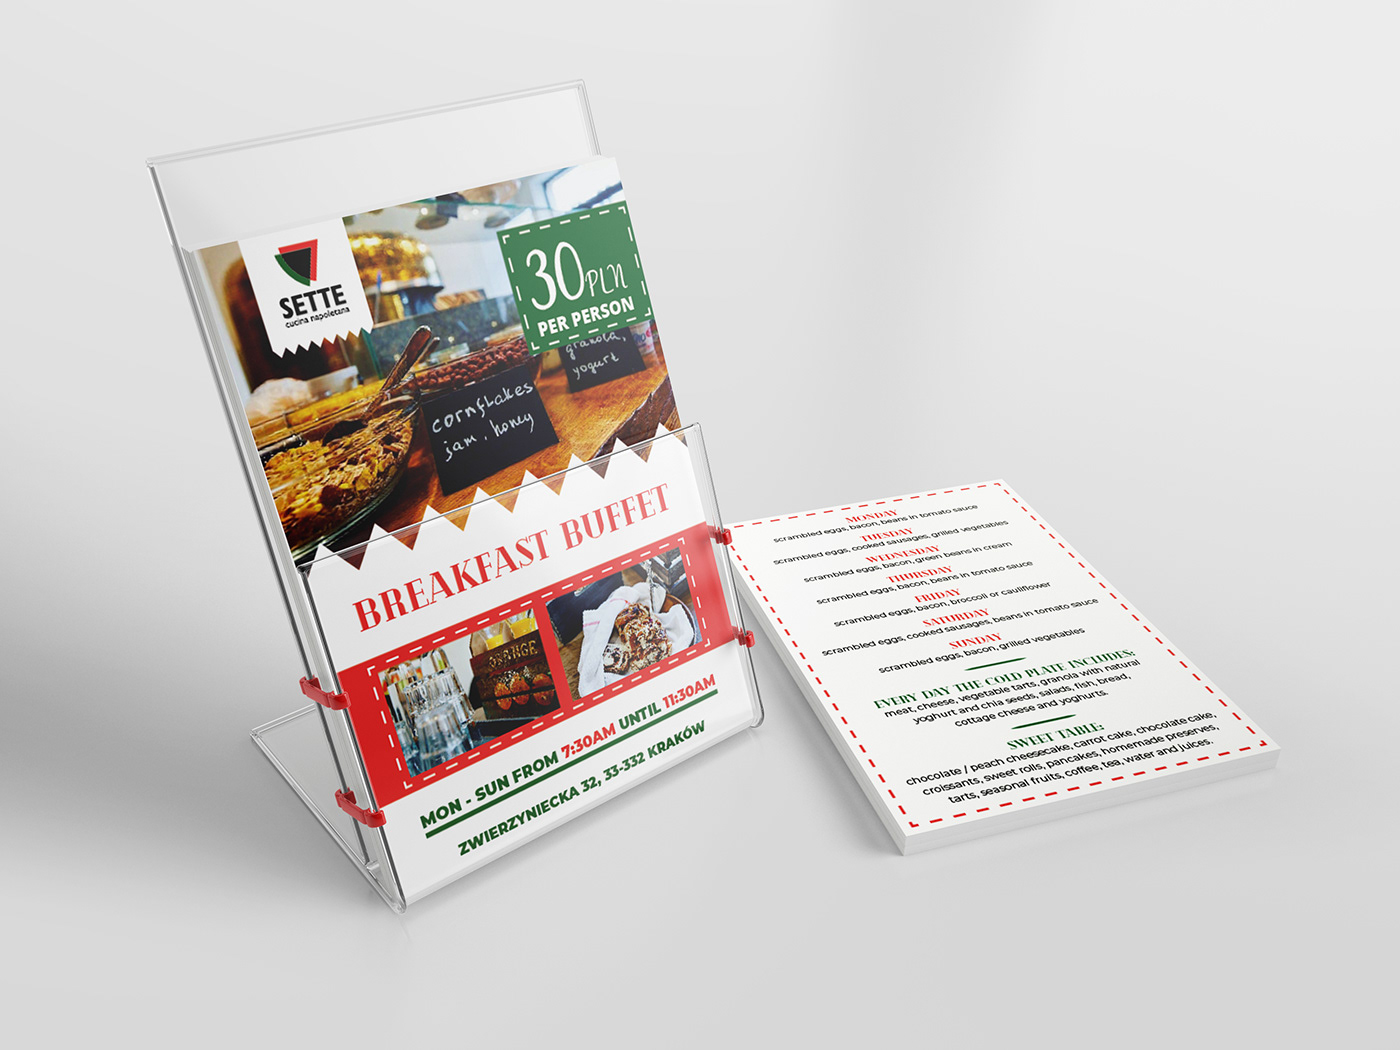 SETTE
cucina napoletana
30PLN
PER PERSON
granola,
yogurt
cornflakes
jam, honey
BREAKFAST BUFFET
ORANGE
MON - SUN FROM 7:30AM UNTIL 11:30AM
ZWIERZYNIECKA 32, 33-332 KRAKÓW
MONDAY
scrambled eggs, bacon, beans in tomato sauce
TUESDAY
scrambled eggs, cooked sausages, grilled vegetables
WEDNESDAY
scrambled eggs, bacon, green beans in cream
THURSDAY
scrambled eggs, bacon, beans in tomato sauce
FRIDAY
scrambled eggs, bacon, broccoli or cauliflower
SATURDAY
scrambled eggs, cooked sausages, beans in tomato sauce
SUNDAY
scrambled eggs, bacon, grilled vegetables
EVERY DAY THE COLD PLATE INCLUDES:
meat, cheese, vegetable tarts, granola with natural
yoghurt and chia seeds, salads, fish, bread,
cottage cheese and yoghurts.
SWEET TABLE:
chocolate / peach cheesecake, carrot cake, chocolate cake,
croissants, sweet rolls, pancakes, homemade preserves,
tarts, seasonal fruits, coffee, tea, water and juices.